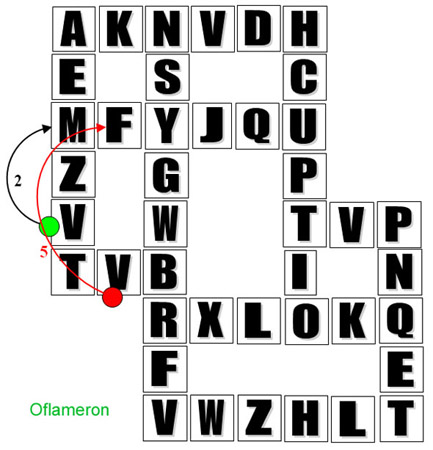 A K N V D H
E S C
M F Y J Q U
Z G P
2
V W T V P
5
T V B I N
R X L O K Q
F E
Oflameron
V W Z H L T